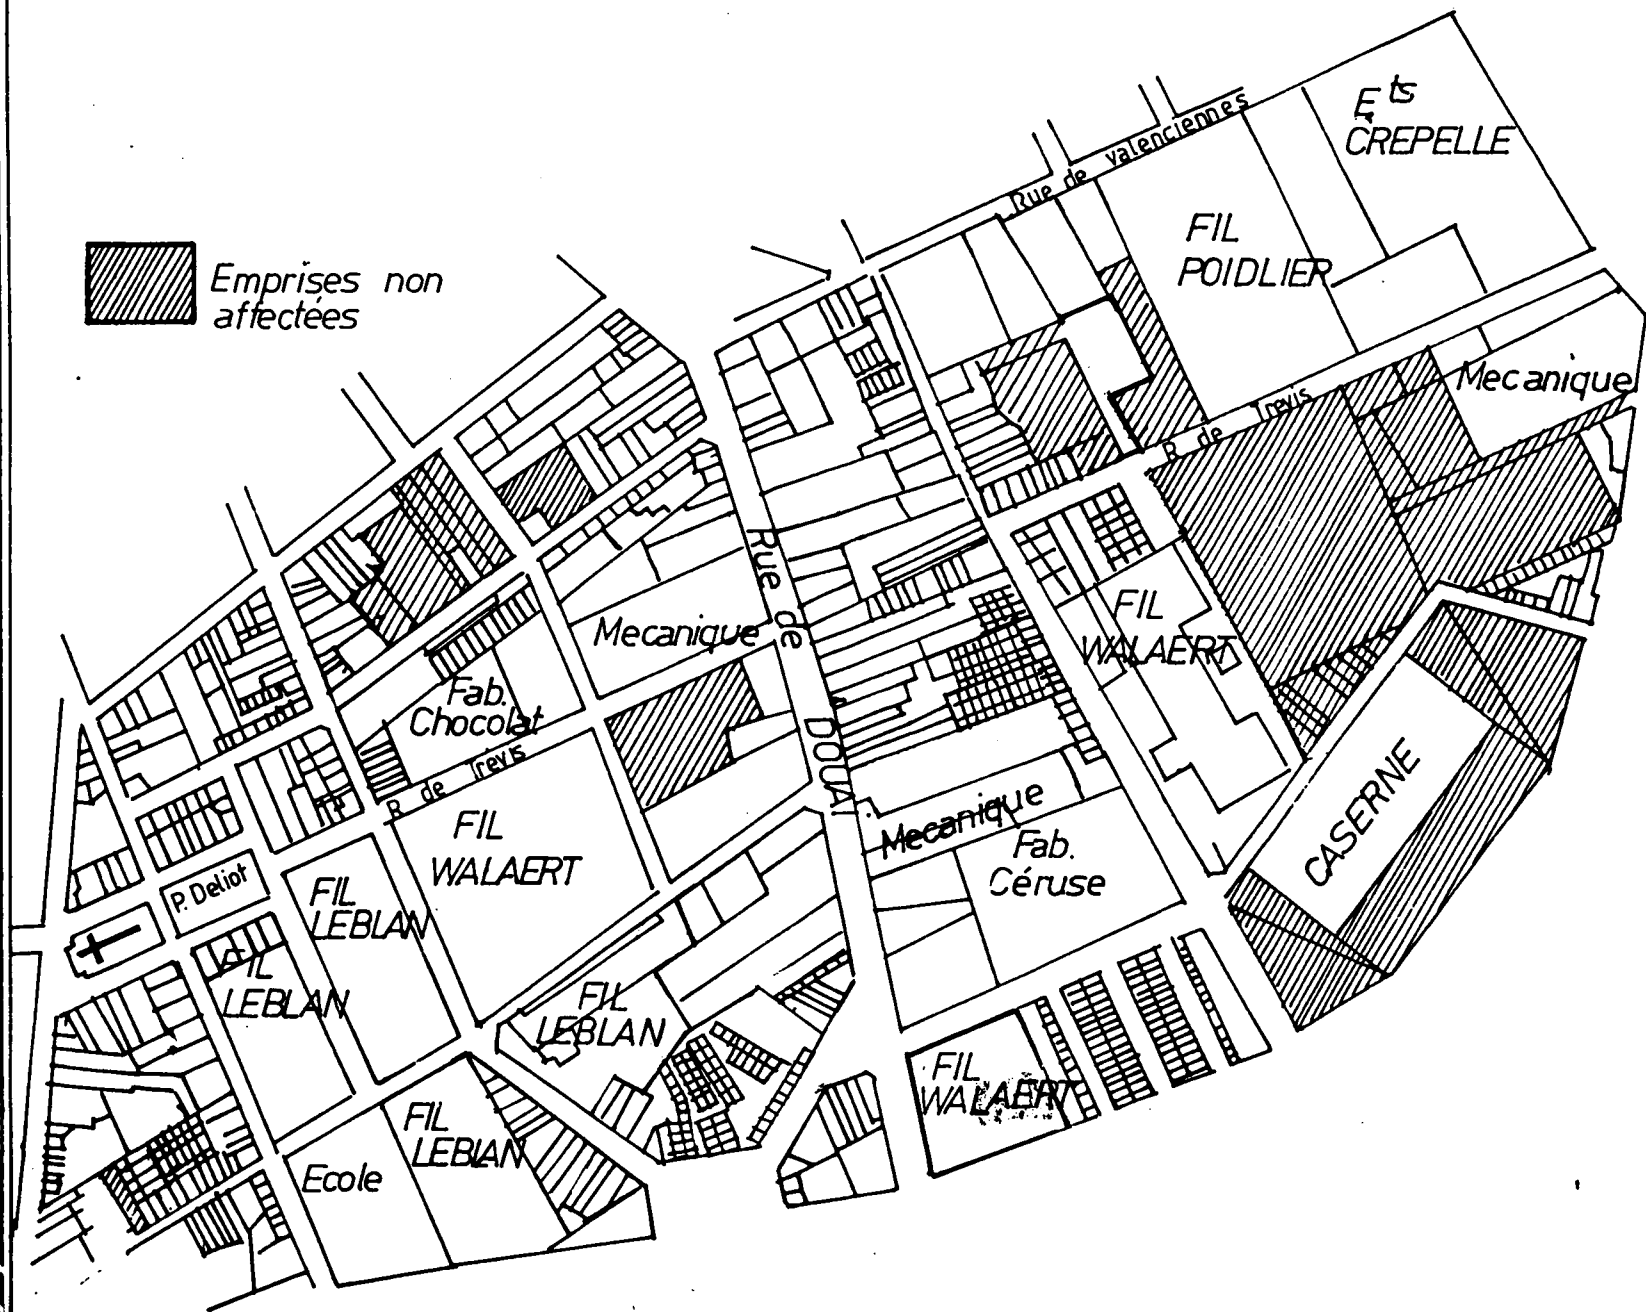 Ets
CREPELLE
Rue de valenciennes
FIL
POIDLIER
Emprises non
affectées
Mecanique
R. de Trevis
Rue de DOUAI
FIL
WALAERT
Mecanique
Fab.
Chocolat
R de Trevis
CASERNE
Mecanique
Fab.
Céruse
FIL
WALAERT
P. Deliot
FIL
LEBLAN
FIL
LEBLAN
FIL
LEBLAN
FIL
WALAERT
FIL
LEBLAN
Ecole